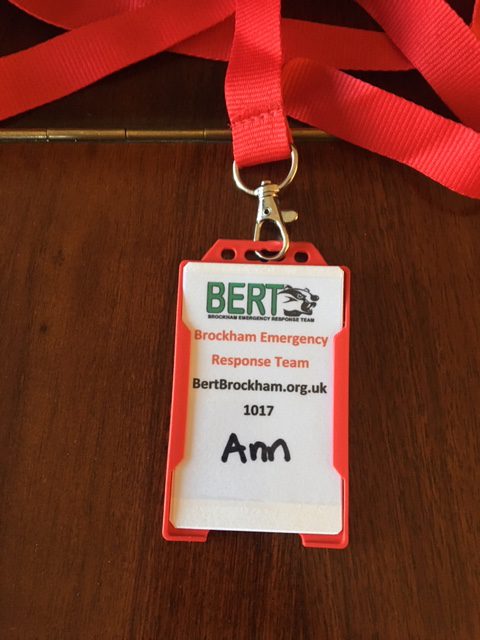 BERT
BROCKHAM EMERGENCY RESPONSE TEAM
Brockham Emergency
Response Team
BertBrockham.org.uk
1017
Ann